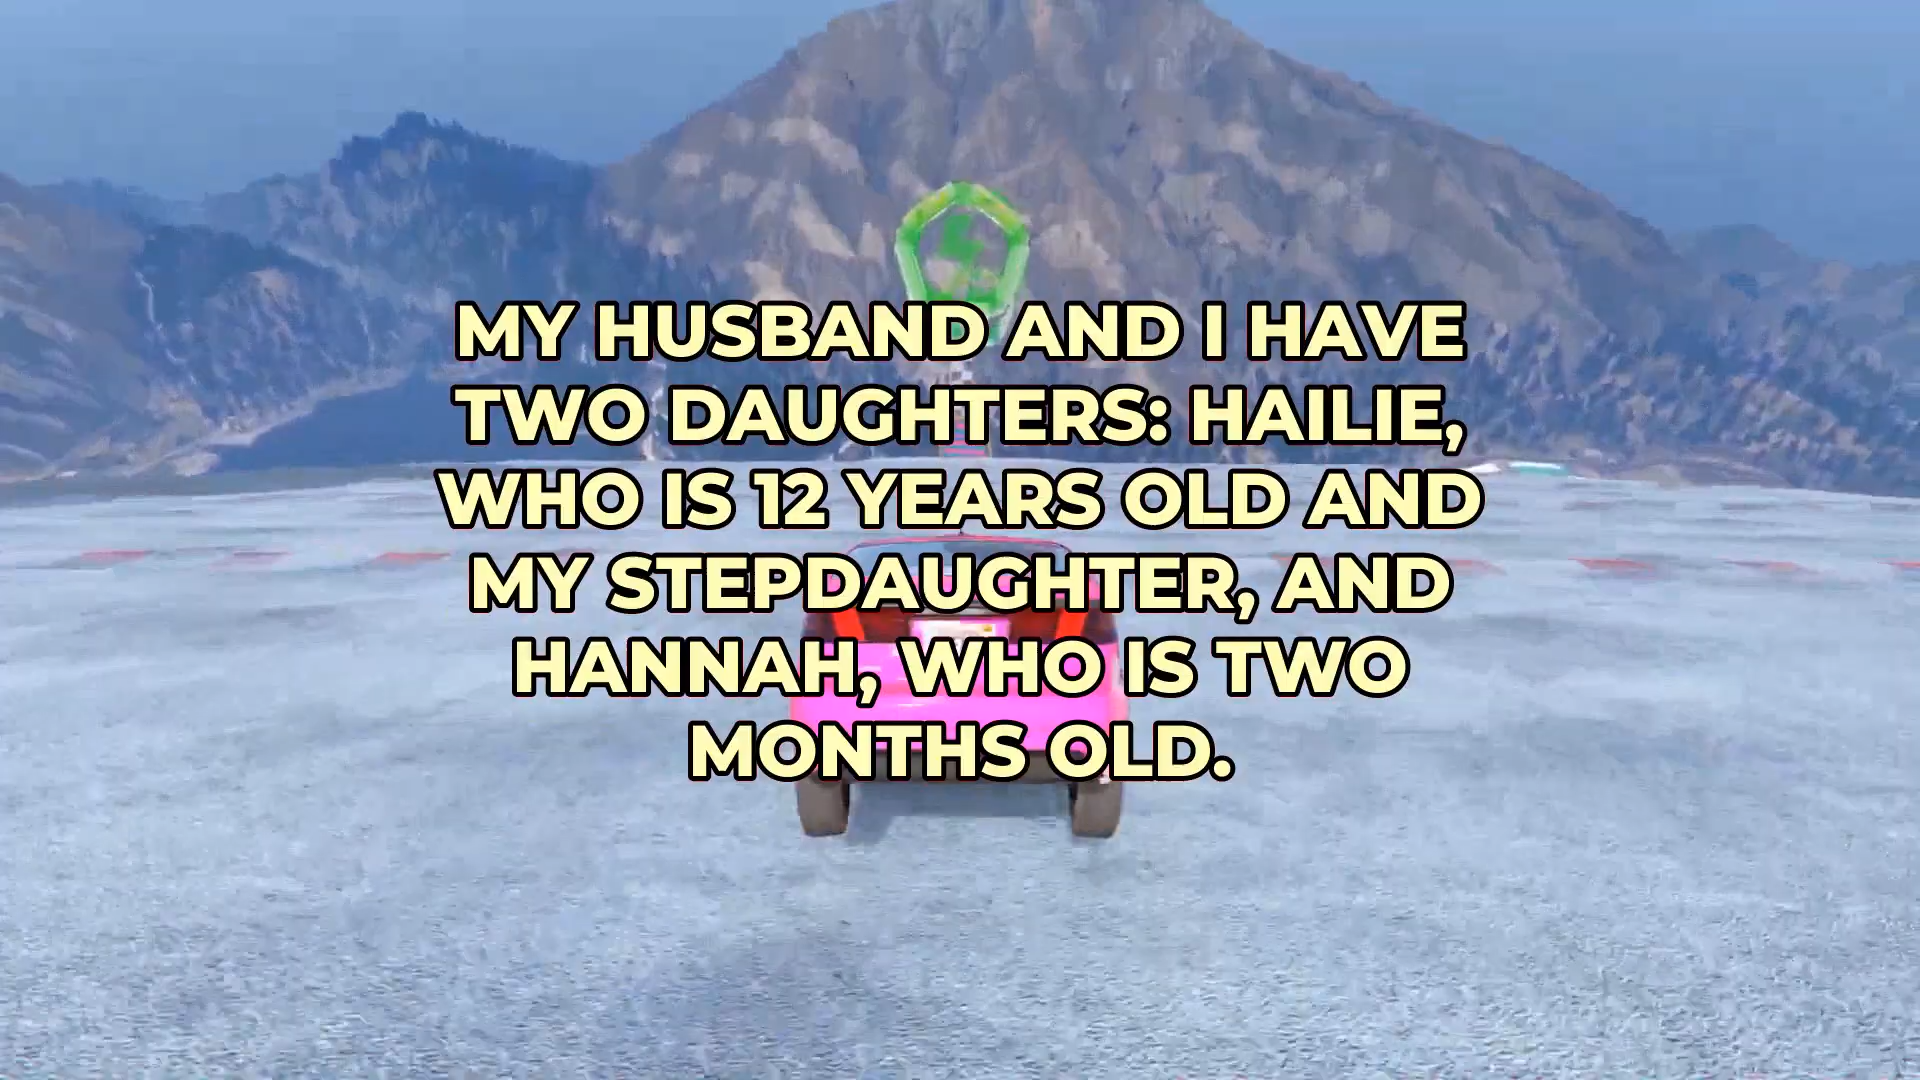 MY HUSBAND AND I HAVE
TWO DAUGHTERS: HAILIE,
WHO IS 12 YEARS OLD AND
MY STEPDAUGHTER, AND
HANNAH, WHO IS TWO
MONTHS OLD.